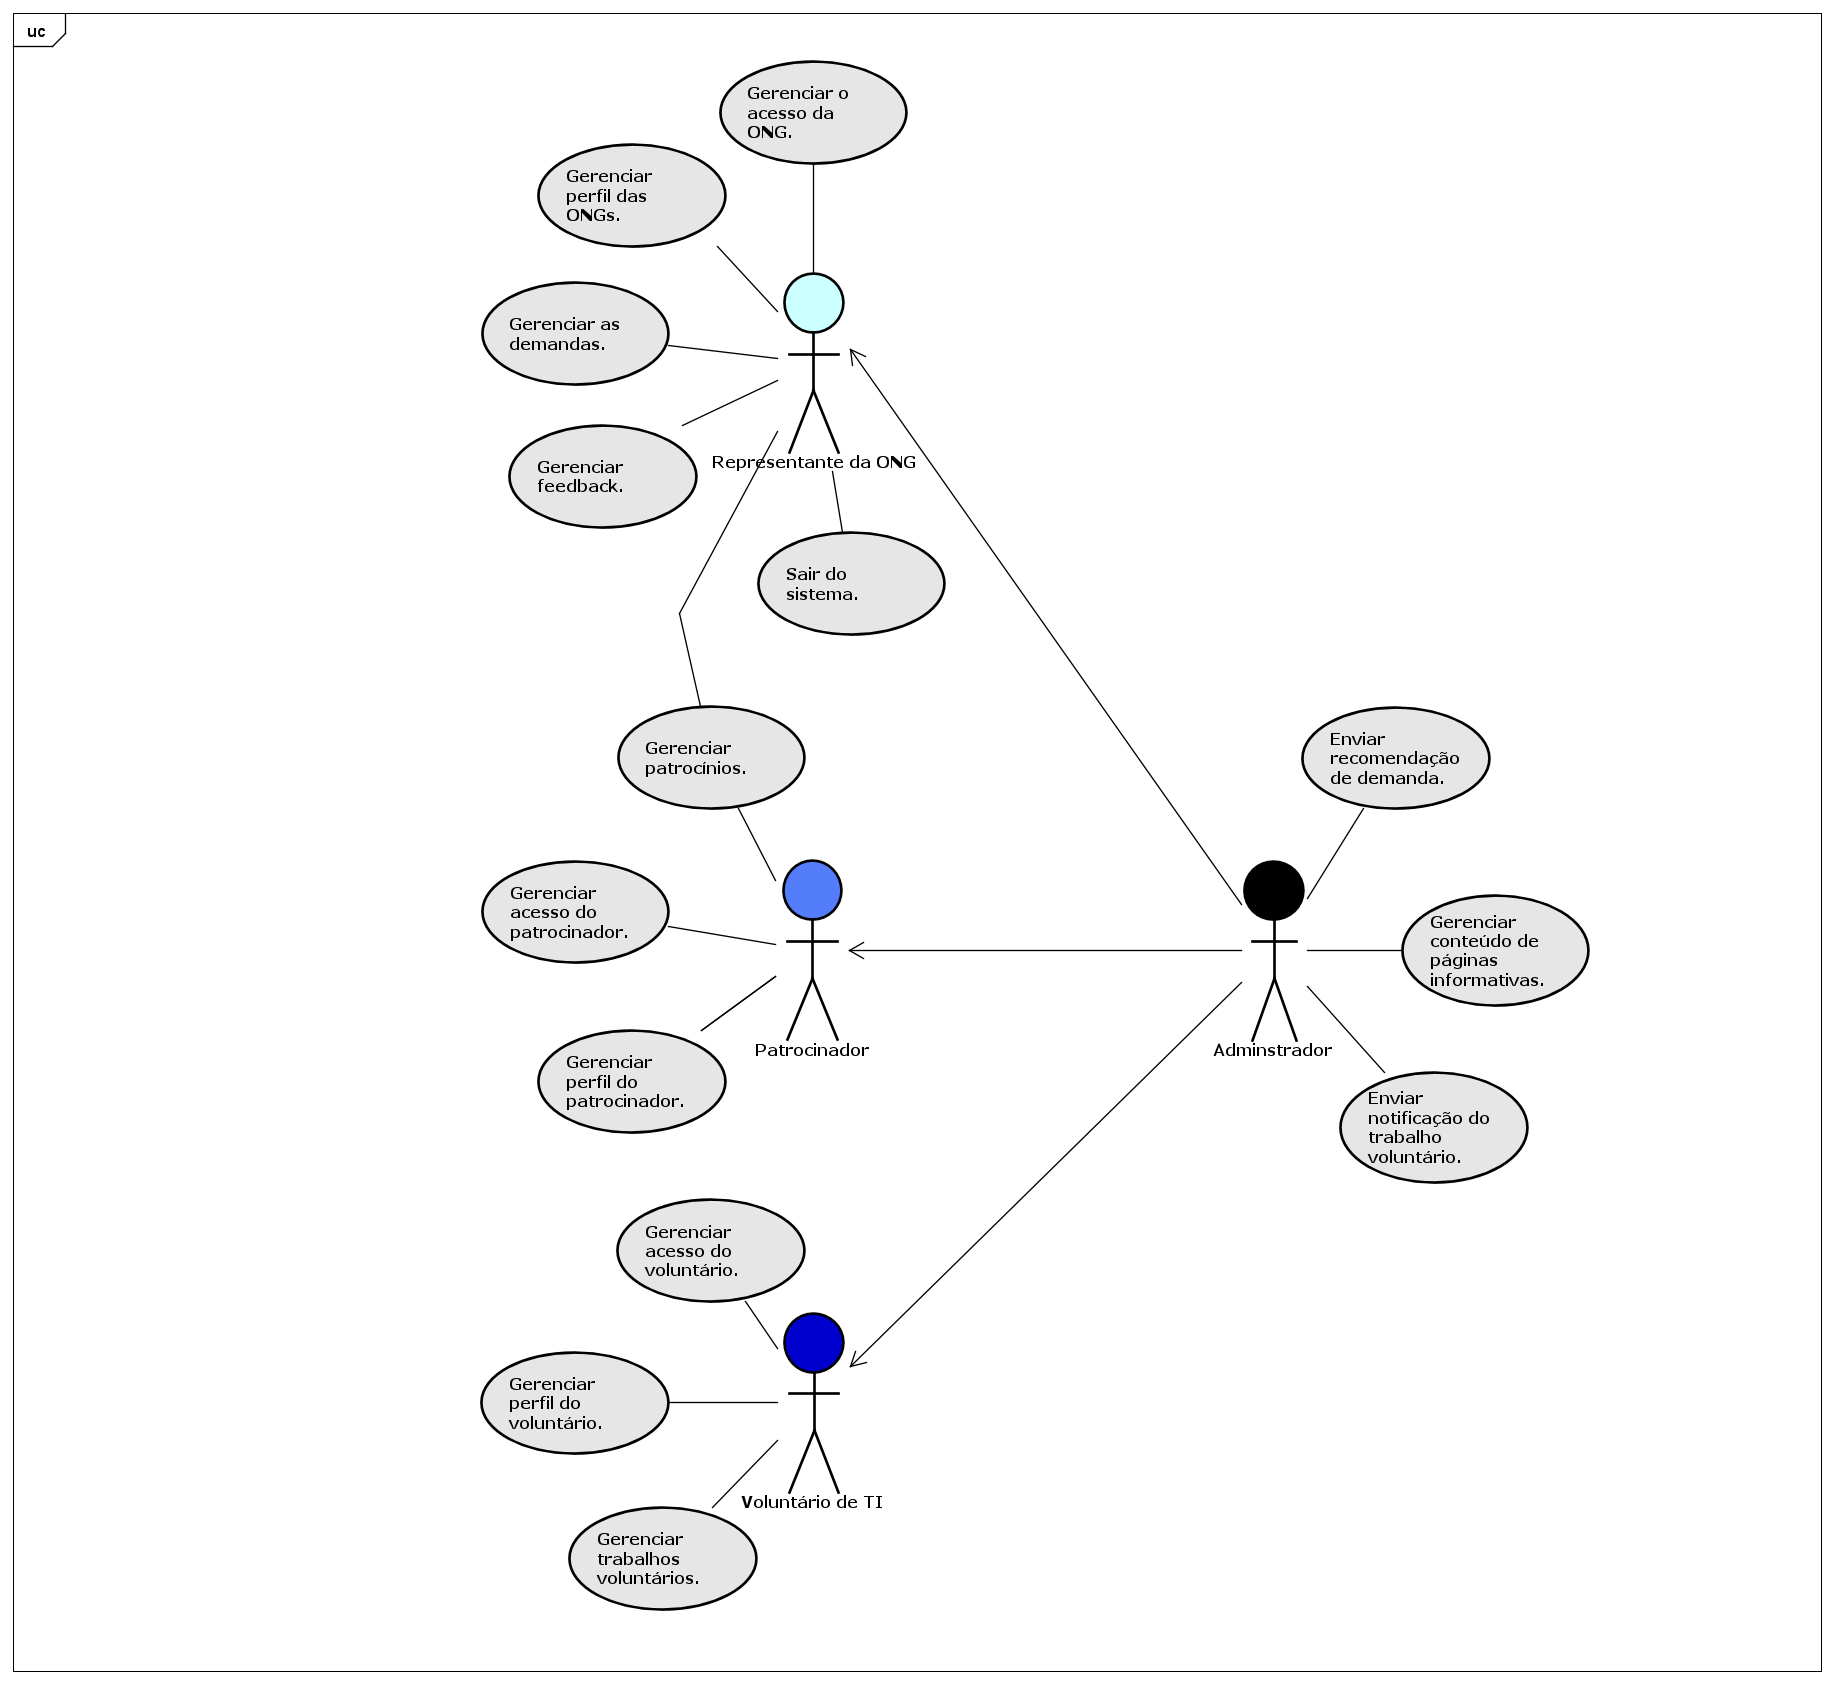 uc
Gerenciar o
acesso da
ONG.
Gerenciar
perfil das
ONGs.
Gerenciar as
demandas.
Gerenciar
feedback.
Representante da ONG
Sair do
sistema.
Gerenciar
patrocínios.
Enviar
recomendação
de demanda.
Gerenciar
acesso do
patrocinador.
Gerenciar
conteúdo de
páginas
informativas.
Patrocinador
Adminstrador
Gerenciar
perfil do
patrocinador.
Enviar
notificação do
trabalho
voluntário.
Gerenciar
acesso do
voluntário.
Gerenciar
perfil do
voluntário.
Voluntário de TI
Gerenciar
trabalhos
voluntários.